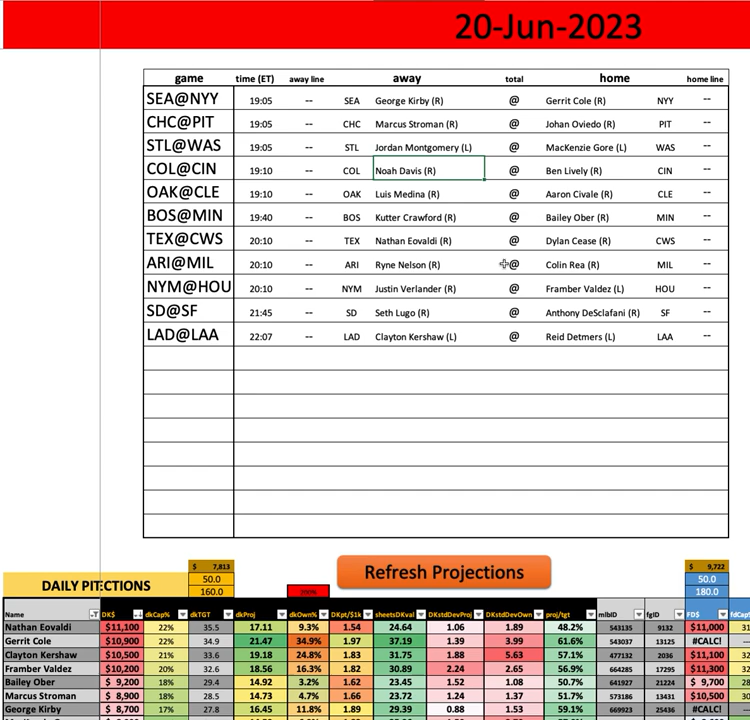 20-Jun-2023
game time (ET) away line away total home home line
SEA@NYY 19:05 -- SEA George Kirby (R) @ Gerrit Cole (R) NYY --
CHC@PIT 19:05 -- CHC Marcus Stroman (R) @ Johan Oviedo (R) PIT --
STL@WAS 19:05 -- STL Jordan Montgomery (L) @ MacKenzie Gore (L) WAS --
COL@CIN 19:10 -- COL Noah Davis (R) @ Ben Lively (R) CIN --
OAK@CLE 19:10 -- OAK Luis Medina (R) @ Aaron Civale (R) CLE --
BOS@MIN 19:40 -- BOS Kutter Crawford (R) @ Bailey Ober (R) MIN --
TEX@CWS 20:10 -- TEX Nathan Eovaldi (R) @ Dylan Cease (R) CWS --
ARI@MIL 20:10 -- ARI Ryne Nelson (R) @ Colin Rea (R) MIL --
NYM@HOU 20:10 -- NYM Justin Verlander (R) @ Framber Valdez (L) HOU --
SD@SF 21:45 -- SD Seth Lugo (R) @ Anthony DeSclafani (R) SF --
LAD@LAA 22:07 -- LAD Clayton Kershaw (L) @ Reid Detmers (L) LAA --
$ 7,813 Refresh Projections $ 9,722
DAILY PITECTIONS 50.0 50.0
160.0 180.0
Name DK$ dkCap% dkTGT dkProj dkOwn% DKpt/$1k sheetsDKval DKstdDevProj DKstdDevOwn proj/tgt mlbID fgID FD$
Nathan Eovaldi $11,100 22% 35.5 17.11 9.3% 1.54 24.64 1.06 1.89 48.2% 543135 9132 $11,000
Gerrit Cole $10,900 22% 34.9 21.47 34.9% 1.97 37.19 1.39 3.99 61.6% 543037 13125 #CALC!
Clayton Kershaw $10,500 21% 33.6 19.18 24.8% 1.83 31.75 1.88 5.63 57.1% 477132 2036 $11,100
Framber Valdez $10,200 20% 32.6 18.56 16.3% 1.82 30.89 2.24 2.65 56.9% 664285 17295 $11,300
Bailey Ober $ 9,200 18% 29.4 14.92 3.2% 1.62 23.45 1.52 1.08 50.7% 641927 21224 $ 9,700
Marcus Stroman $ 8,900 18% 28.5 14.73 4.7% 1.66 23.72 1.24 1.37 51.7% 573186 13431 $10,500
George Kirby $ 8,700 17% 27.8 16.45 11.8% 1.89 29.39 0.88 1.53 59.1% 669923 25436 #CALC!